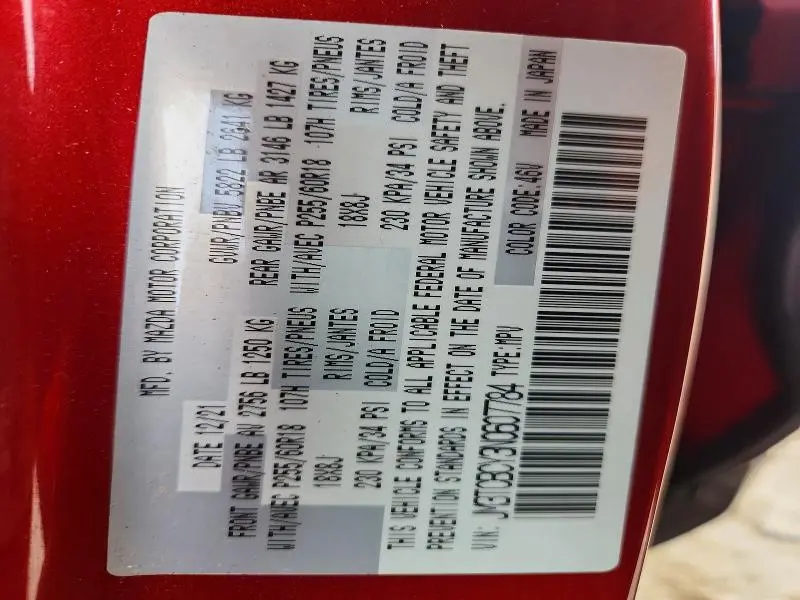 MFD. BY MAZDA MOTOR CORPORATION
DATE 12/21 GVWR/PNBV 5822 LB 2641 KG
FRONT GAWR/PNBE AV 2756 LB 1250 KG REAR GAWR/PNBE AR 3146 LB 1427 KG
WITH/AVEC P255/60R18 107H TIRES/PNEUS WITH/AVEC P255/60R18 107H TIRES/PNEUS
18X8J RIMS/JANTES 18X8J RIMS/JANTES
230 KPA/34 PSI COLD/A FROID 230 KPA/34 PSI COLD/A FROID
THIS VEHICLE CONFORMS TO ALL APPLICABLE FEDERAL MOTOR VEHICLE SAFETY AND THEFT
PREVENTION STANDARDS IN EFFECT ON THE DATE OF MANUFACTURE SHOWN ABOVE.
VIN: JM3TCBCY3N0607784 TYPE:MPV COLOR CODE:46V MADE IN JAPAN